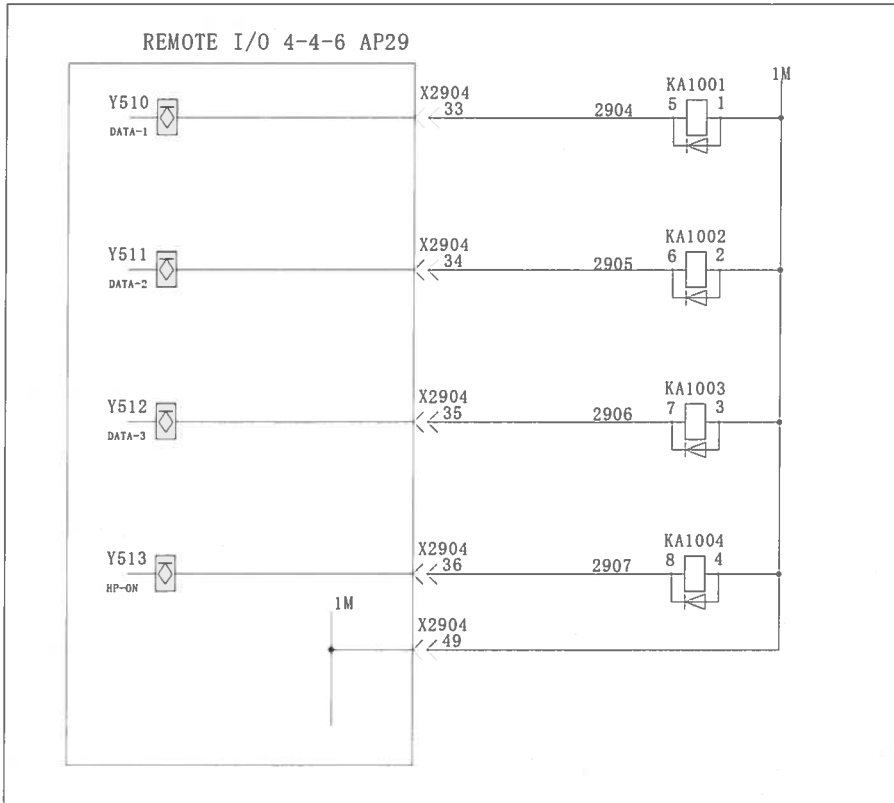 REMOTE I/O 4-4-6 AP29
1M
Y510
DATA-1
X2904
33
2904
KA1001
5 1
Y511
DATA-2
X2904
34
2905
KA1002
6 2
Y512
DATA-3
X2904
35
2906
KA1003
7 3
Y513
HP-ON
X2904
36
2907
KA1004
8 4
1M
X2904
49